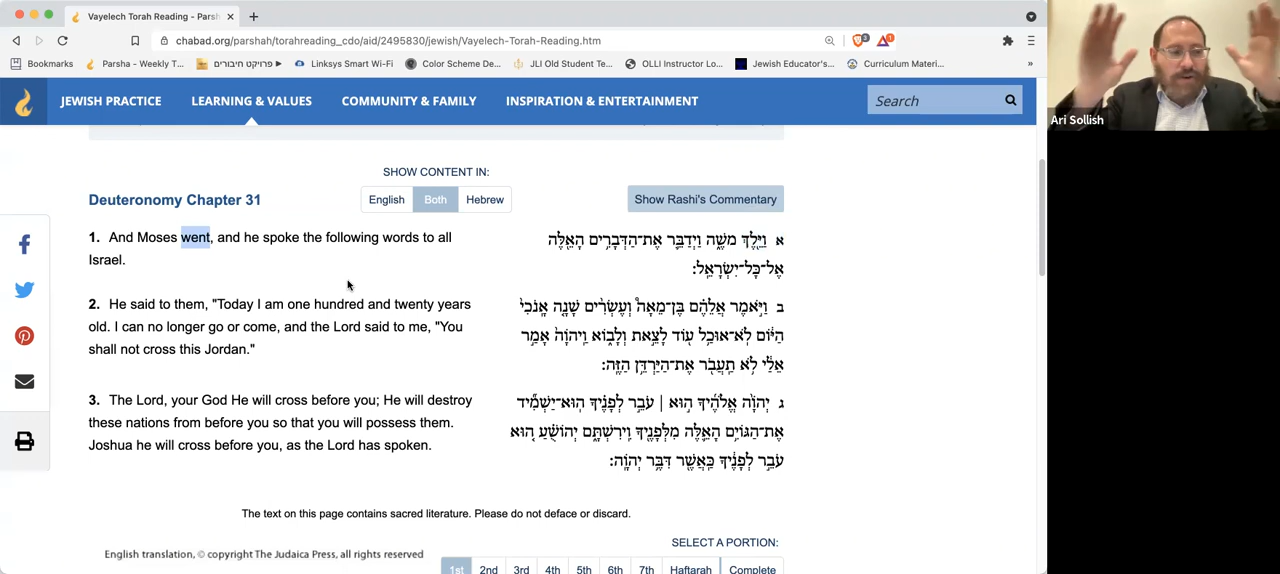 Vayelech Torah Reading - Parsh
chabad.org/parshah/torahreading_cdo/aid/2495830/jewish/Vayelech-Torah-Reading.htm
Bookmarks Parsha - Weekly T... פרויקט חיבורים Linksys Smart Wi-Fi Color Scheme De... JLI Old Student Te... OLLI Instructor Lo... Jewish Educator's... Curriculum Materi... »
JEWISH PRACTICE LEARNING & VALUES COMMUNITY & FAMILY INSPIRATION & ENTERTAINMENT Search
Ari Sollish
SHOW CONTENT IN:
Deuteronomy Chapter 31 English Both Hebrew Show Rashi's Commentary
1. And Moses went, and he spoke the following words to all
Israel.
א וַיֵּ֖לֶךְ משֶׁ֑ה וַיְדַבֵּ֛ר אֶת־הַדְּבָרִ֥ים הָאֵ֖לֶּה
אֶל־כָּל־יִשְׂרָאֵֽל:
2. He said to them, "Today I am one hundred and twenty years
old. I can no longer go or come, and the Lord said to me, "You
shall not cross this Jordan."
ב וַיֹּ֣אמֶר אֲלֵהֶ֗ם בֶּן־מֵאָה֩ וְעֶשְׂרִ֨ים שָׁנָ֤ה אָֽנֹכִי֙
הַיּ֔וֹם לֹֽא־אוּכַ֥ל ע֖וֹד לָצֵ֣את וְלָב֑וֹא וַֽיהֹוָה֙ אָמַ֣ר
אֵלַ֔י לֹ֥א תַֽעֲבֹ֖ר אֶת־הַיַּרְדֵּ֥ן הַזֶּֽה:
3. The Lord, your God He will cross before you; He will destroy
these nations from before you so that you will possess them.
Joshua he will cross before you, as the Lord has spoken.
ג יְהֹוָ֨ה אֱלֹהֶ֜יךָ ה֣וּא | עֹבֵ֣ר לְפָנֶ֗יךָ הֽוּא־יַשְׁמִ֞יד
אֶת־הַגּוֹיִ֥ם הָאֵ֛לֶּה מִלְּפָנֶ֖יךָ וִֽירִשְׁתָּ֑ם יְהוֹשֻׁ֗עַ ה֚וּא
עֹבֵ֣ר לְפָנֶ֔יךָ כַּֽאֲשֶׁ֖ר דִּבֶּ֥ר יְהֹוָֽה:
The text on this page contains sacred literature. Please do not deface or discard.
SELECT A PORTION:
English translation, © copyright The Judaica Press, all rights reserved
1st 2nd 3rd 4th 5th 6th 7th Haftarah Complete